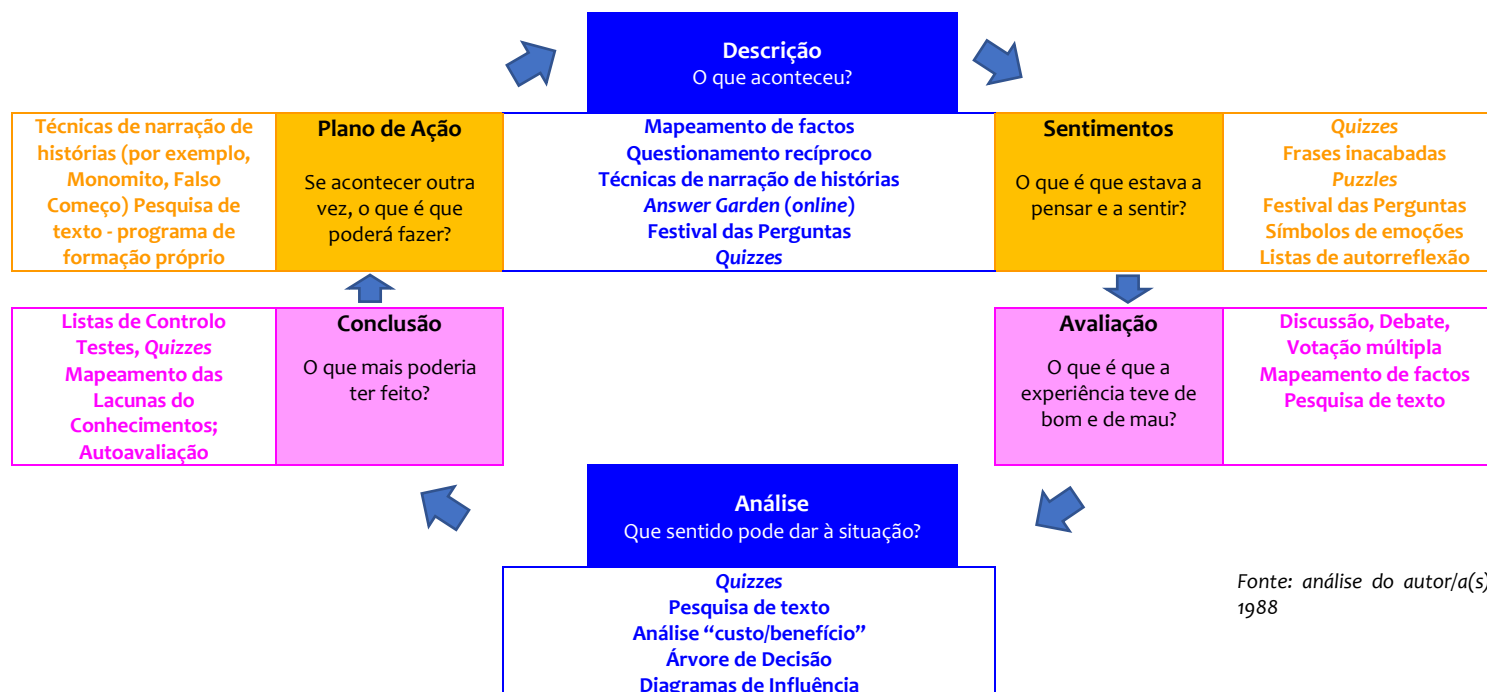 Descrição
O que aconteceu?
Mapeamento de factos
Questionamento recíproco
Técnicas de narração de histórias
Answer Garden (online)
Festival das Perguntas
Quizzes
Sentimentos
O que é que estava a
pensar e a sentir?
Quizzes
Frases inacabadas
Puzzles
Festival das Perguntas
Símbolos de emoções
Listas de autorreflexão
Avaliação
O que é que a
experiência teve de
bom e de mau?
Discussão, Debate,
Votação múltipla
Mapeamento de factos
Pesquisa de texto
Análise
Que sentido pode dar à situação?
Quizzes
Pesquisa de texto
Análise “custo/benefício”
Árvore de Decisão
Diagramas de Influência
Conclusão
O que mais poderia
ter feito?
Listas de Controlo
Testes, Quizzes
Mapeamento das
Lacunas do
Conhecimentos;
Autoavaliação
Plano de Ação
Se acontecer outra
vez, o que é que
poderá fazer?
Técnicas de narração de
histórias (por exemplo,
Monomito, Falso
Começo) Pesquisa de
texto - programa de
formação próprio
Fonte: análise do autor/a(s)
1988